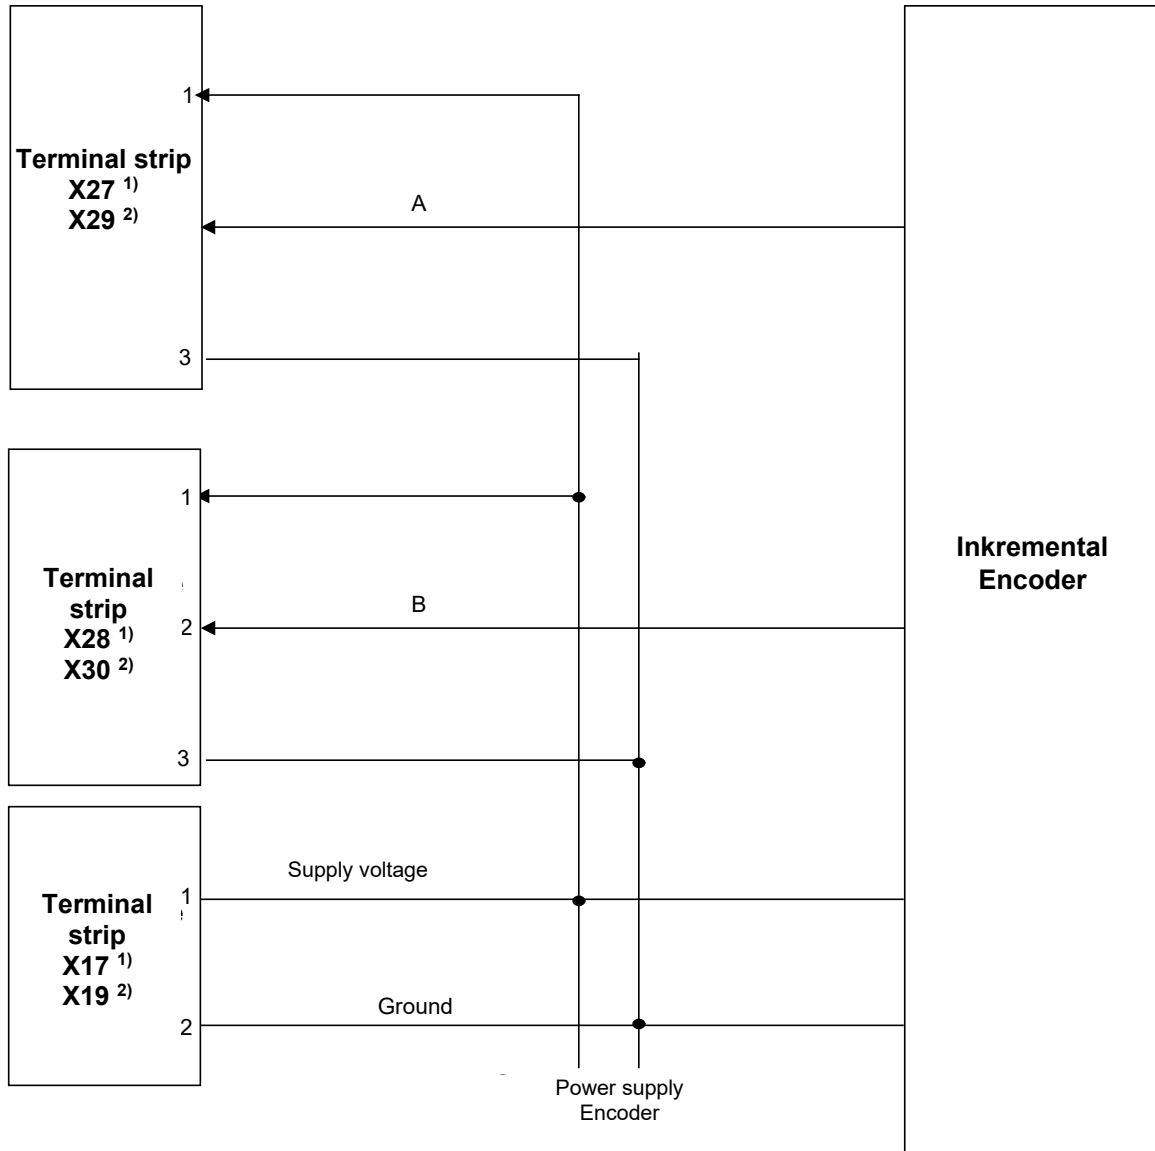 1
Terminal strip
X27 1)
X29 2)
A
3
1
Terminal
strip
X28 1)
X30 2)
B
2
3
Inkremental
Encoder
Supply voltage
1
Terminal
strip
X17 1)
X19 2)
Ground
2
Power supply
Encoder